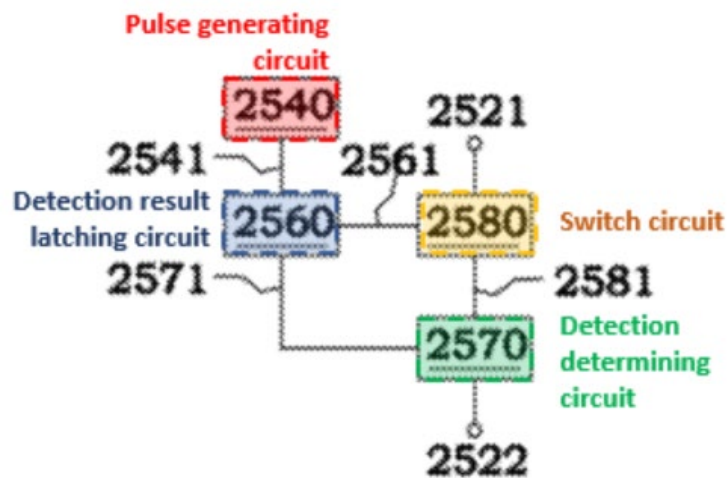 Pulse generating
circuit
2540
2521
2541
2561
Detection result
latching circuit
2560
2580
Switch circuit
2571
2581
2570
Detection
determining
circuit
2522